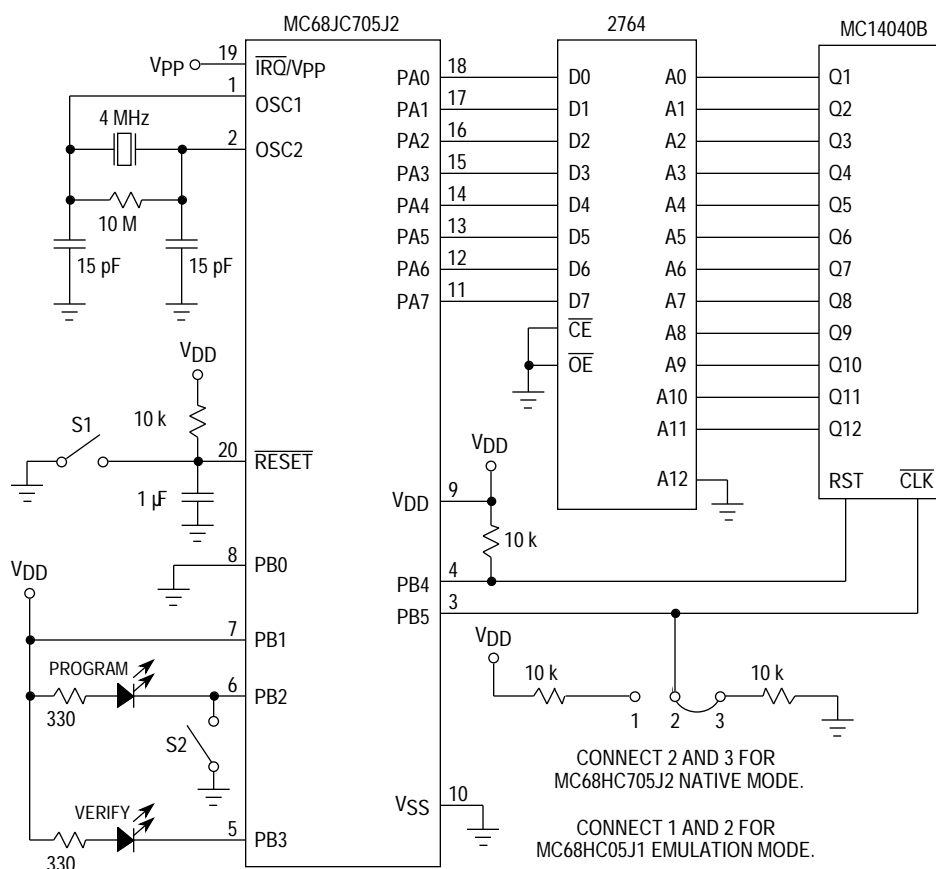 MC68JC705J2
2764
MC14040B
VPP
19
IRQ/VPP
1
OSC1
4 MHz
2
OSC2
10 M
15 pF
15 pF
PA0
18
D0
A0
Q1
PA1
17
D1
A1
Q2
PA2
16
D2
A2
Q3
PA3
15
D3
A3
Q4
PA4
14
D4
A4
Q5
PA5
13
D5
A5
Q6
PA6
12
D6
A6
Q7
PA7
11
D7
A7
Q8
CE
A8
Q9
OE
A9
Q10
A10
Q11
A11
Q12
A12
RST
CLK
VDD
10 k
S1
20
RESET
1 µF
VDD
VDD
9
10 k
8
PB0
PB4
4
PB5
3
VDD
7
PB1
PROGRAM
330
6
PB2
S2
VERIFY
330
5
PB3
VDD
10 k
10 k
1
2
3
CONNECT 2 AND 3 FOR
MC68HC705J2 NATIVE MODE.
VSS
10
CONNECT 1 AND 2 FOR
MC68HC05J1 EMULATION MODE.